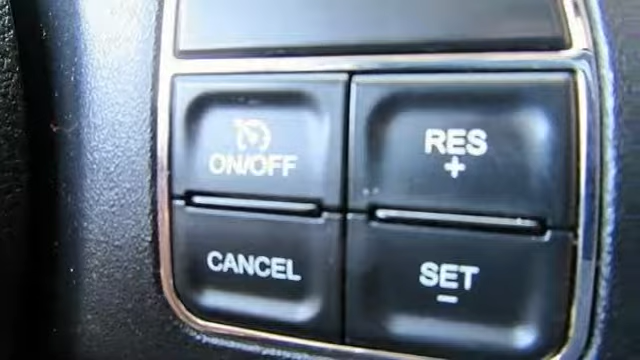 ON/OFF
RES
+
CANCEL
SET
-